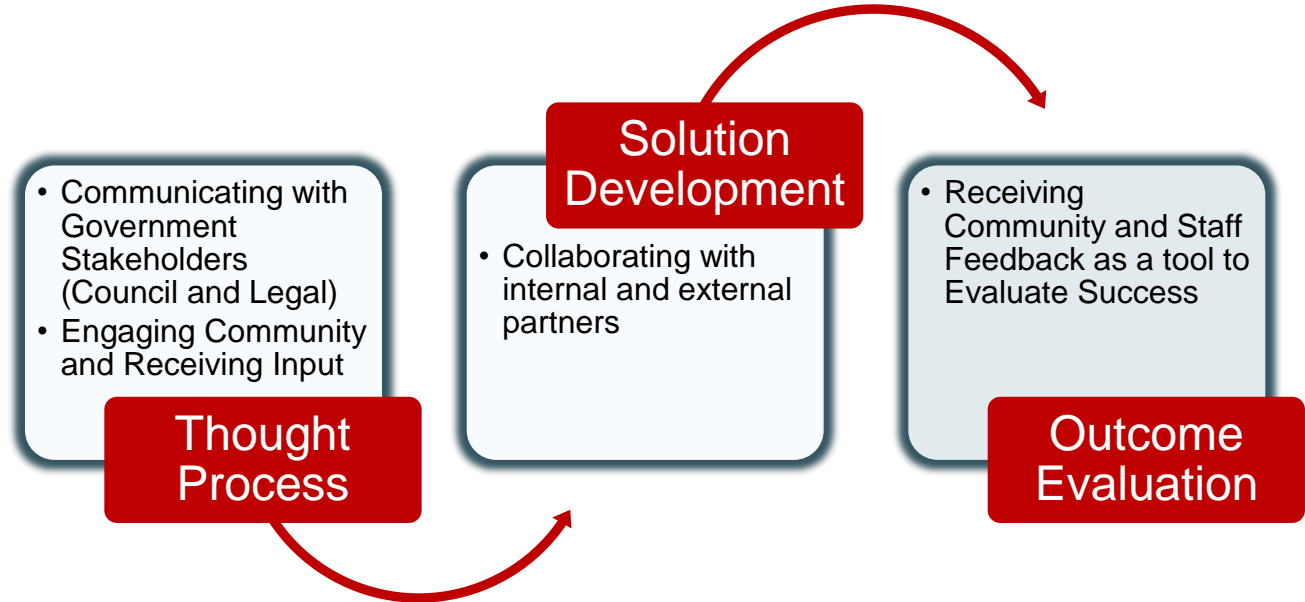 • Communicating with
Government
Stakeholders
(Council and Legal)
• Engaging Community
and Receiving Input
Thought
Process
Solution
Development
• Collaborating with
internal and external
partners
• Receiving
Community and Staff
Feedback as a tool to
Evaluate Success
Outcome
Evaluation